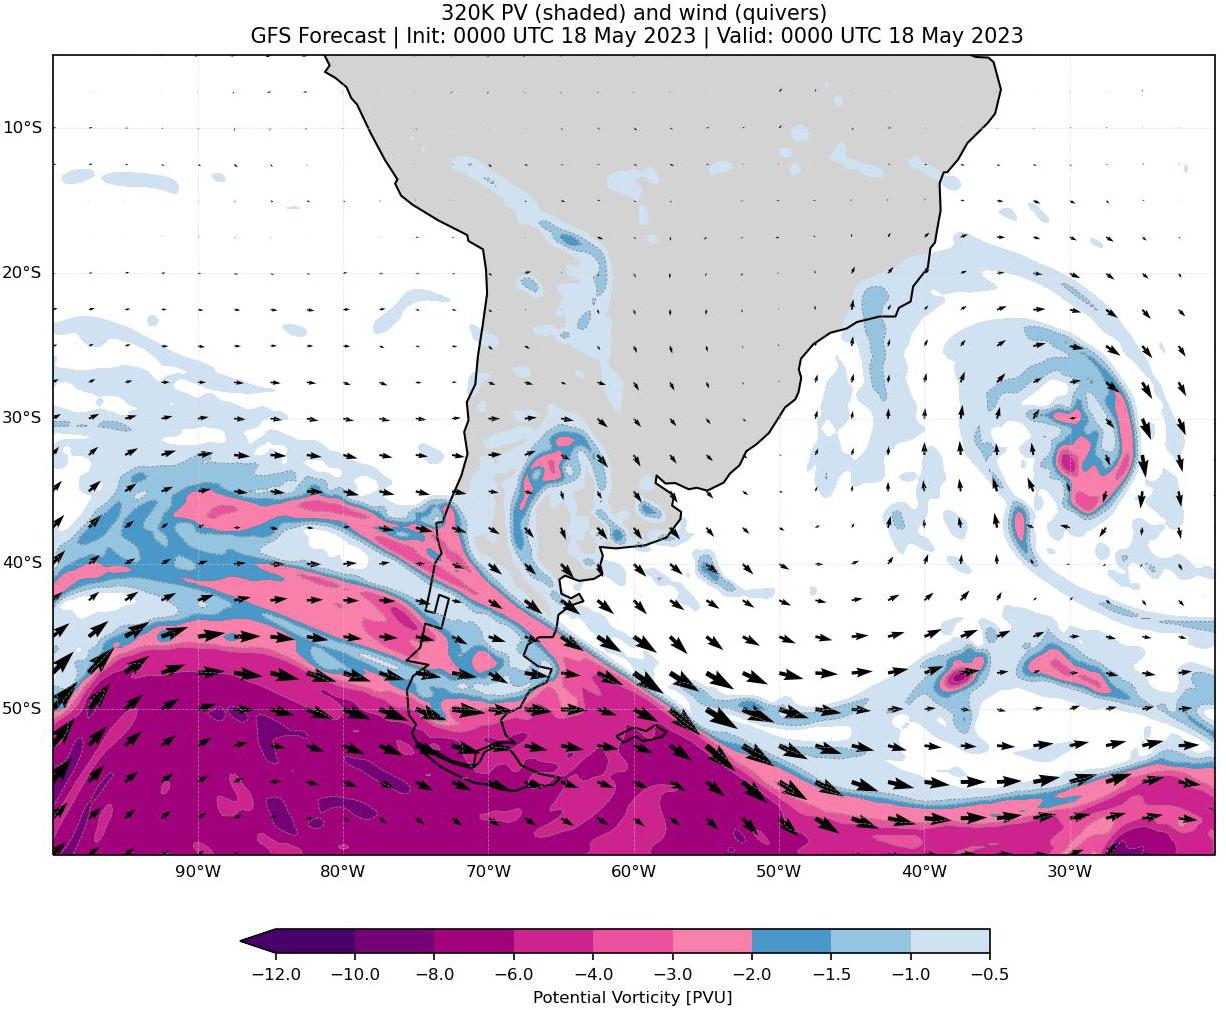 320K PV (shaded) and wind (quivers)
GFS Forecast | Init: 0000 UTC 18 May 2023 | Valid: 0000 UTC 18 May 2023
10°S
20°S
30°S
40°S
50°S
90°W 80°W 70°W 60°W 50°W 40°W 30°W
−12.0 −10.0 −8.0 −6.0 −4.0 −3.0 −2.0 −1.5 −1.0 −0.5
Potential Vorticity [PVU]